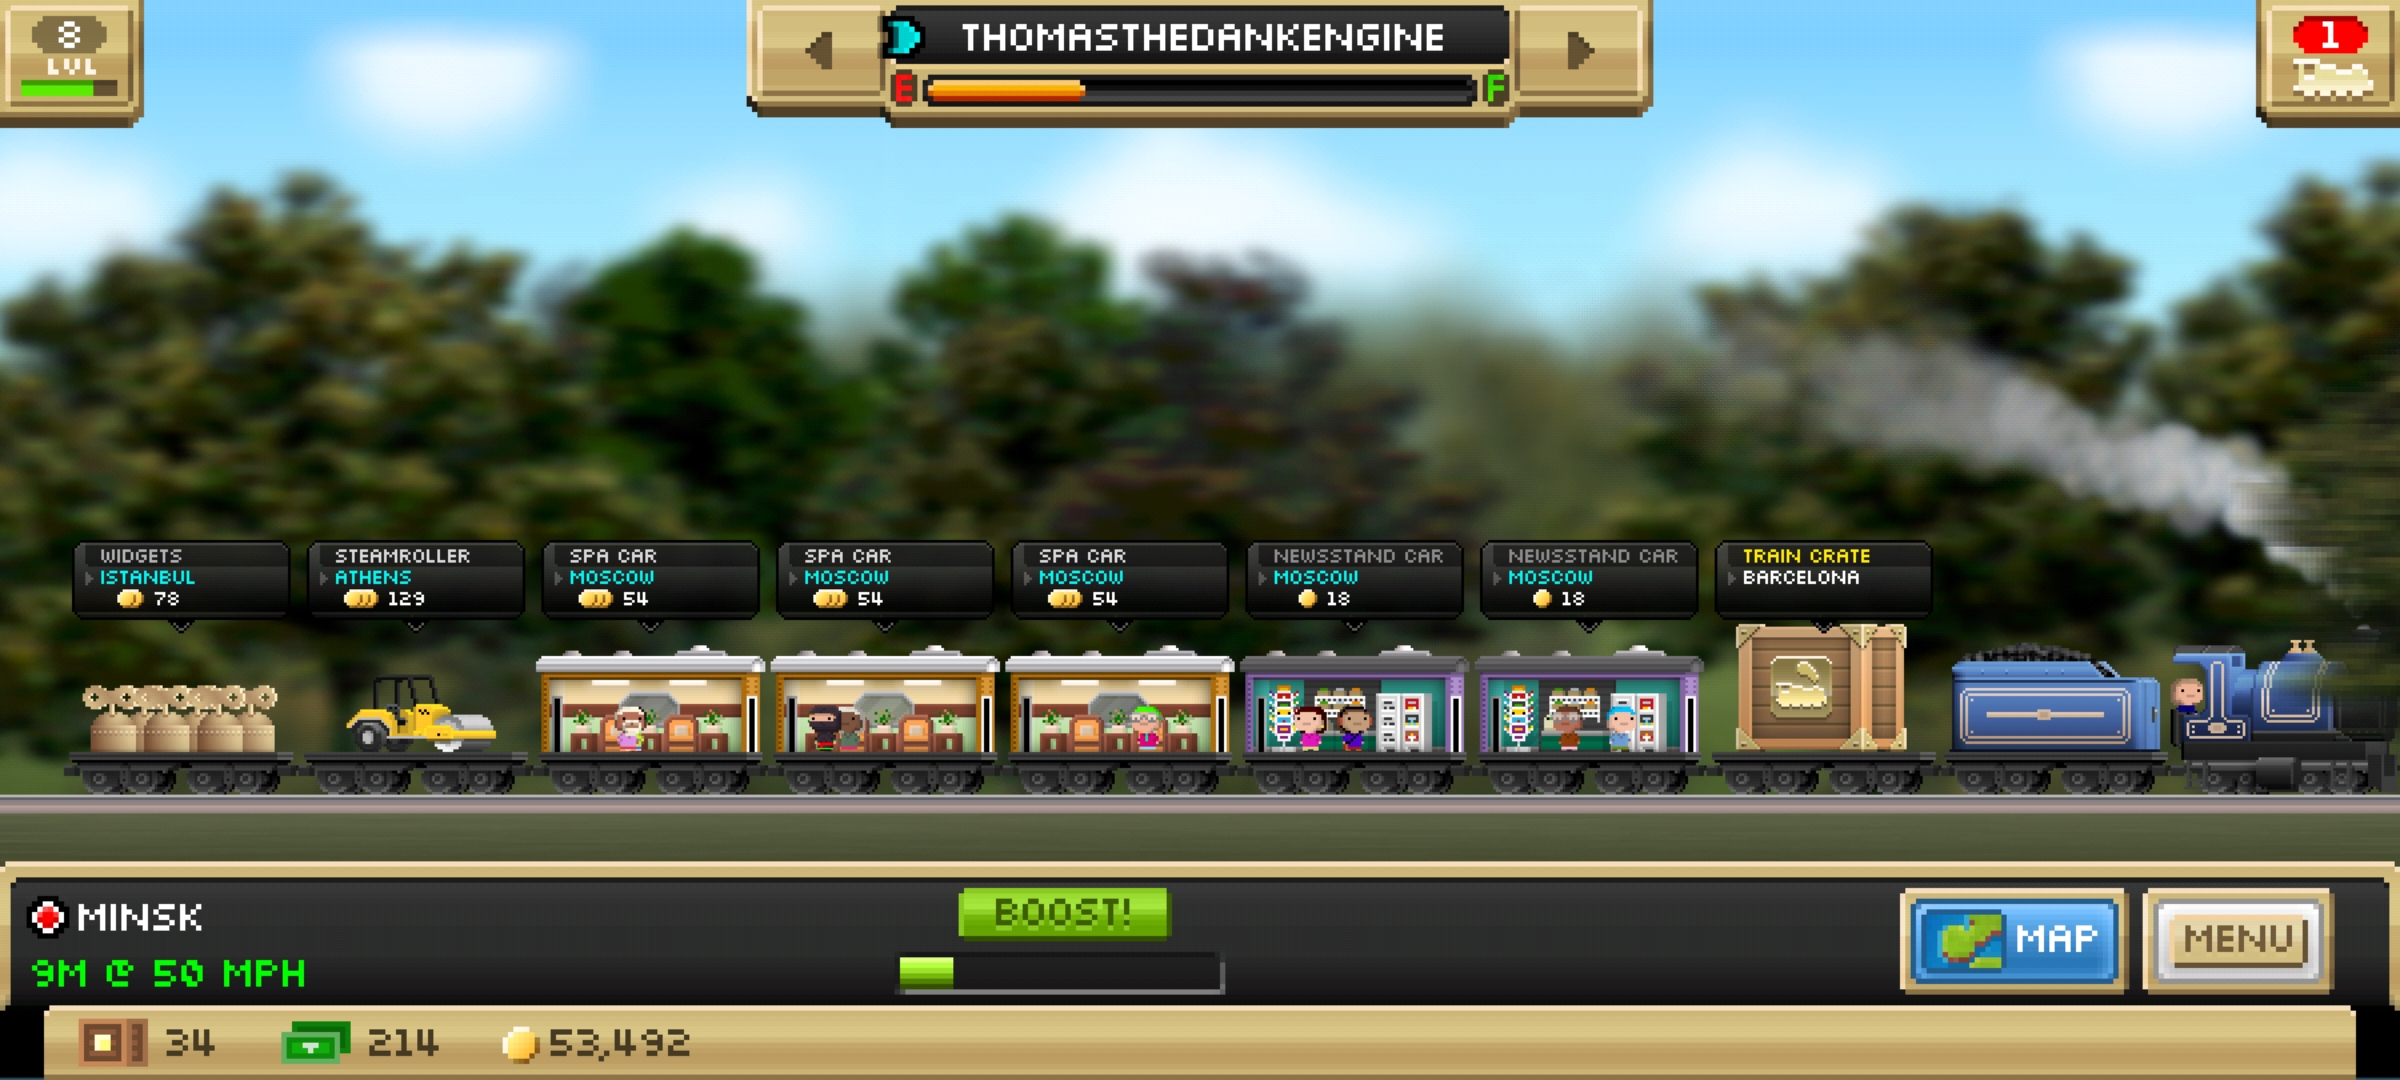 8
LVL
THOMASTHEDANKENGINE
E
F
1
WIDGETS
ISTANBUL
78
STEAMROLLER
ATHENS
129
SPA CAR
MOSCOW
54
SPA CAR
MOSCOW
54
SPA CAR
MOSCOW
54
NEWSSTAND CAR
MOSCOW
18
NEWSSTAND CAR
MOSCOW
18
TRAIN CRATE
BARCELONA
MINSK
9M @ 50 MPH
BOOST!
MAP
MENU
34
214
53,492